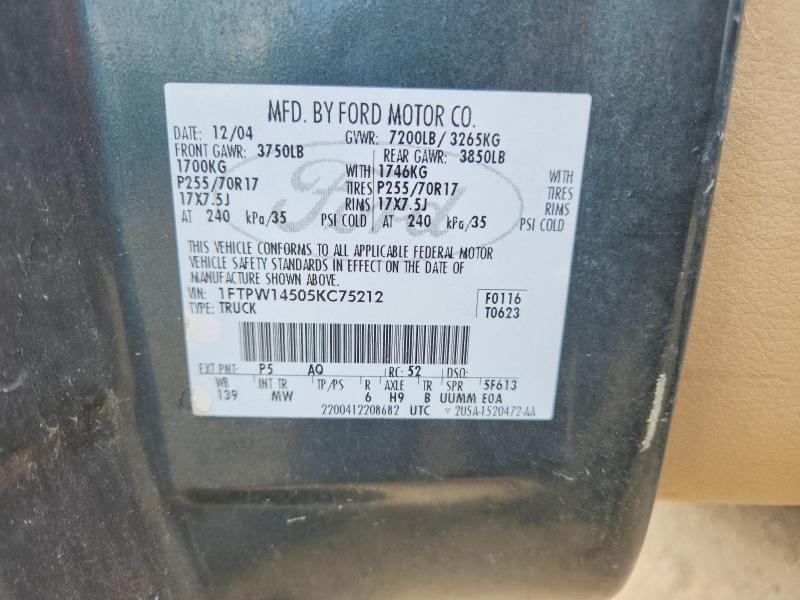 MFD. BY FORD MOTOR CO.
DATE: 12/04 GVWR: 7200LB/ 3265KG
FRONT GAWR: 3750LB REAR GAWR: 3850LB
1700KG WITH 1746KG WITH
P255/70R17 TIRES P255/70R17 TIRES
17X7.5J RIMS 17X7.5J RIMS
AT 240 kPa/35 PSI COLD AT 240 kPa/35 PSI COLD
Ford
THIS VEHICLE CONFORMS TO ALL APPLICABLE FEDERAL MOTOR
VEHICLE SAFETY STANDARDS IN EFFECT ON THE DATE OF
MANUFACTURE SHOWN ABOVE.
VIN: 1FTPW14505KC75212 F0116
TYPE: TRUCK T0623
EXT PNT: P5 AQ RC: 52 DSO:
WB INT TR TP/PS R AXLE TR SPR 5F613
139 MW 6 H9 B UUMM E0A
2200412208682 UTC 2U5A-1520472-AA